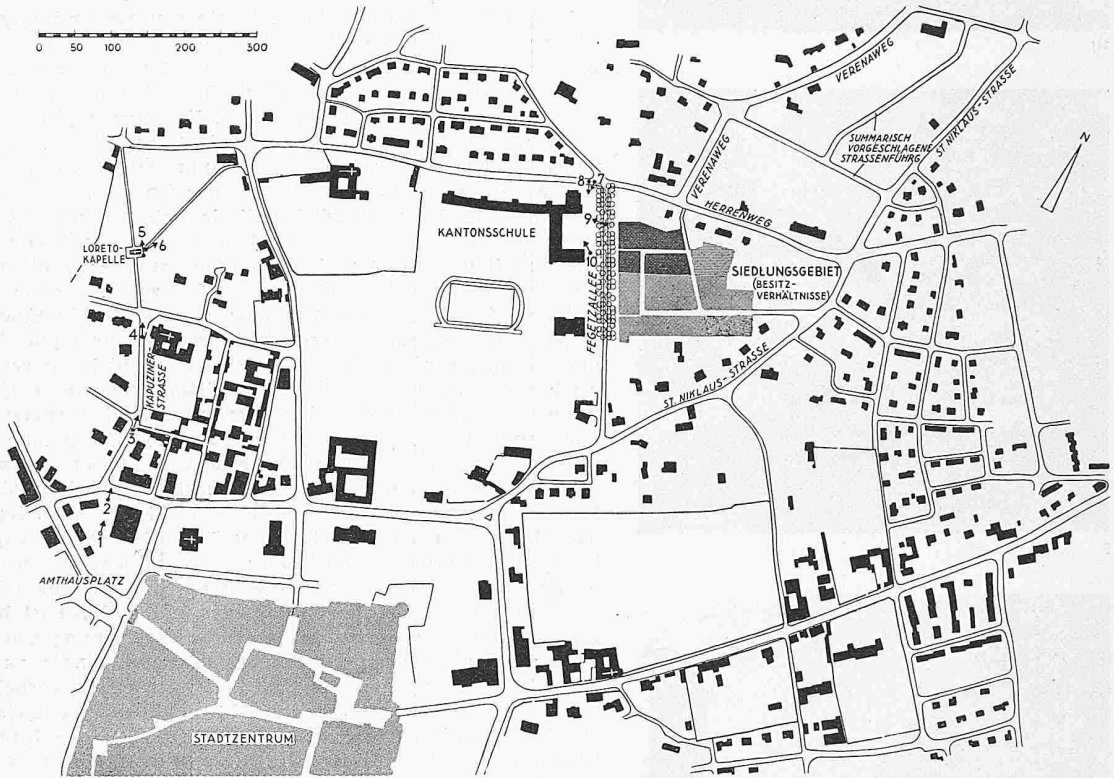 0 50 100 150 200 300
VERENAWEG
ST. NIKLAUS-STRASSE
SUMMARISCH
VORGESCHLAGENE
STRASSENFÜHRG.
N
VERENAWEG
HERRENWEG
8 7
9
10
KANTONSSCHULE
FEGETZALLEE
SIEDLUNGSGEBIET
(BESITZ-
VERHÄLTNISSE)
5
6
LORETO-
KAPELLE
4
KAPUZINER
STRASSE
3
ST. NIKLAUS-STRASSE
2
1
AMTHAUSPLATZ
STADTZENTRUM